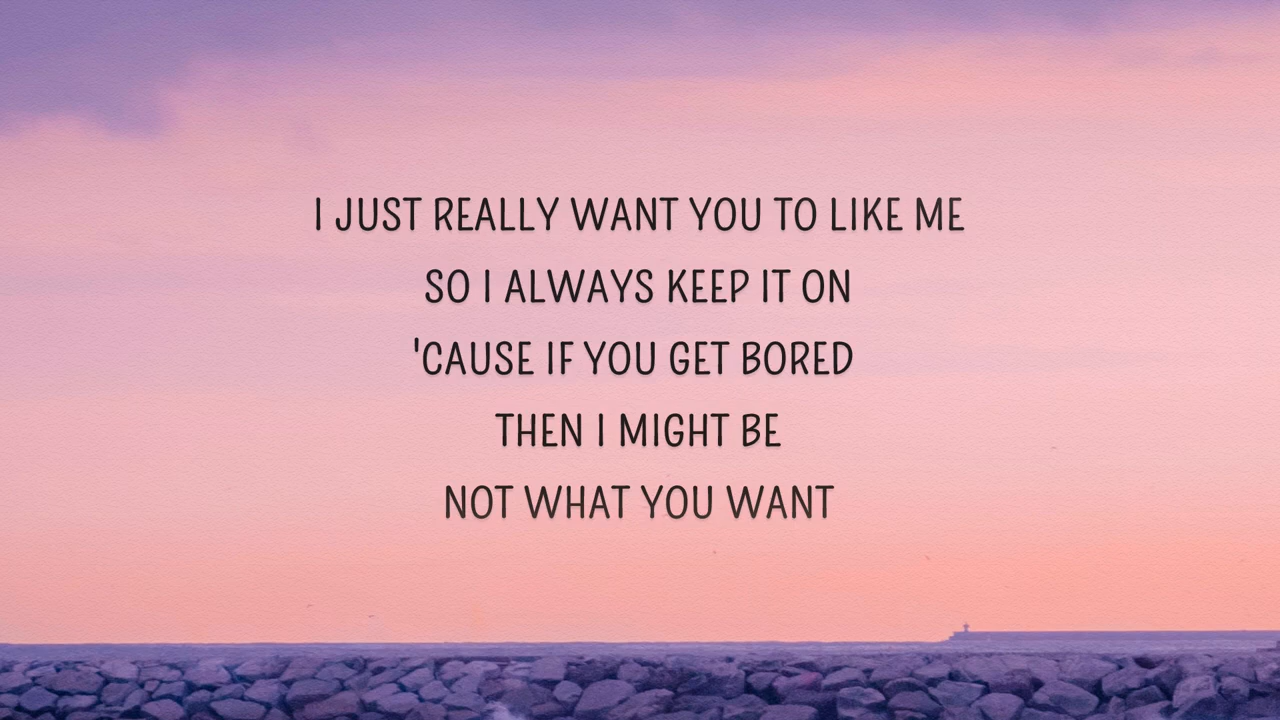 I JUST REALLY WANT YOU TO LIKE ME
SO I ALWAYS KEEP IT ON
'CAUSE IF YOU GET BORED
THEN I MIGHT BE
NOT WHAT YOU WANT